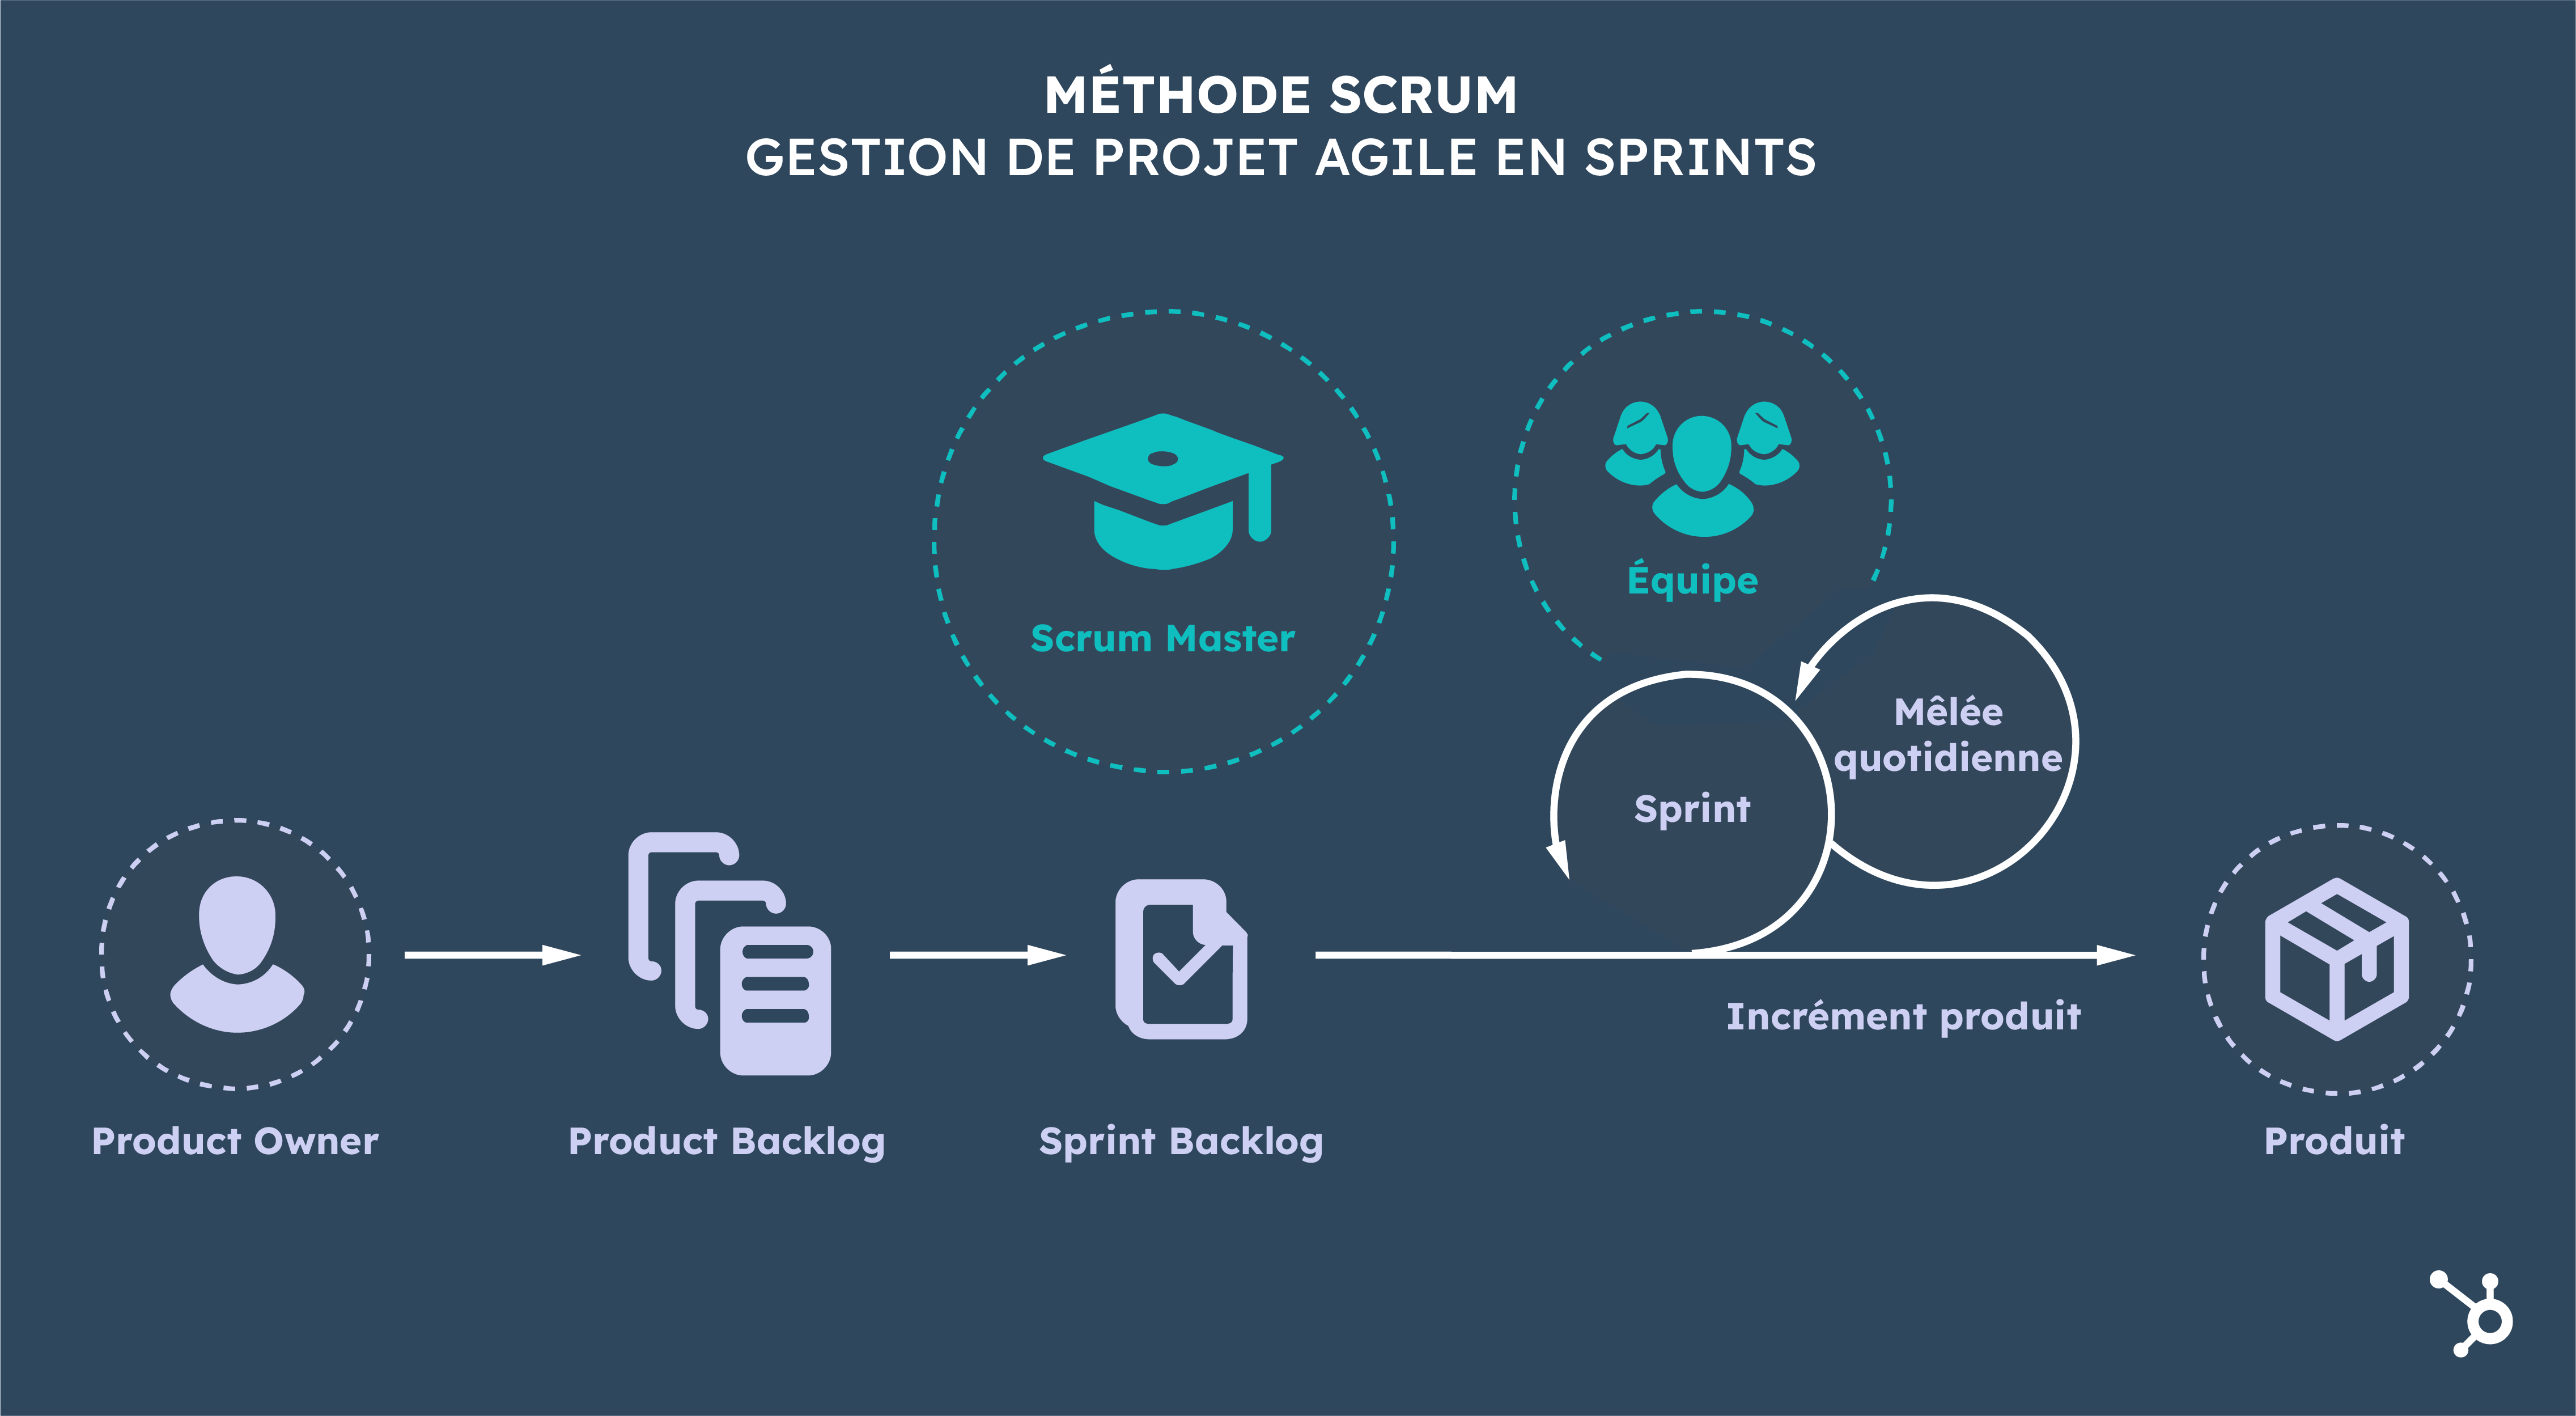 MÉTHODE SCRUM
GESTION DE PROJET AGILE EN SPRINTS
Scrum Master
Équipe
Mêlée
quotidienne
Sprint
Incrément produit
Product Owner
Product Backlog
Sprint Backlog
Produit